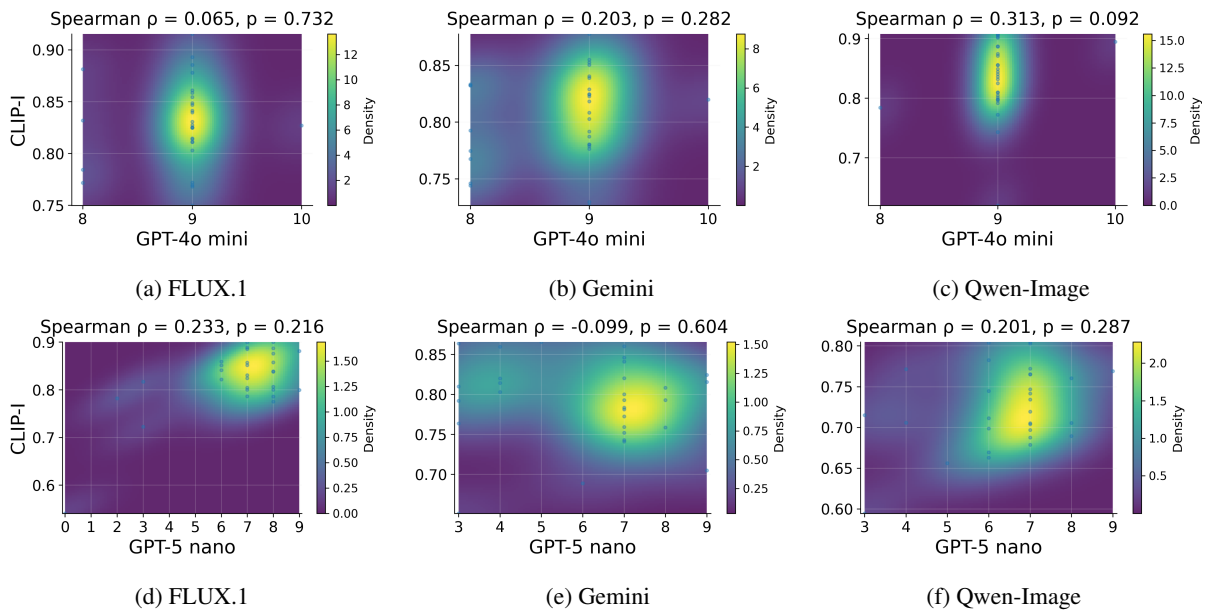 Spearman ρ = 0.065, p = 0.732
0.90
0.85
0.80
0.75
CLIP-I
8 9 10
GPT-4o mini
12
10
8
6
4
2
Density
(a) FLUX.1
Spearman ρ = 0.203, p = 0.282
0.85
0.80
0.75
8 9 10
GPT-4o mini
8
6
4
2
Density
(b) Gemini
Spearman ρ = 0.313, p = 0.092
0.9
0.8
0.7
8 9 10
GPT-4o mini
15.0
12.5
10.0
7.5
5.0
2.5
0.0
Density
(c) Qwen-Image
Spearman ρ = 0.233, p = 0.216
0.9
0.8
0.7
0.6
CLIP-I
0 1 2 3 4 5 6 7 8 9
GPT-5 nano
1.50
1.25
1.00
0.75
0.50
0.25
0.00
Density
(d) FLUX.1
Spearman ρ = -0.099, p = 0.604
0.85
0.80
0.75
0.70
3 4 5 6 7 8 9
GPT-5 nano
1.50
1.25
1.00
0.75
0.50
0.25
Density
(e) Gemini
Spearman ρ = 0.201, p = 0.287
0.80
0.75
0.70
0.65
0.60
3 4 5 6 7 8 9
GPT-5 nano
2.0
1.5
1.0
0.5
Density
(f) Qwen-Image